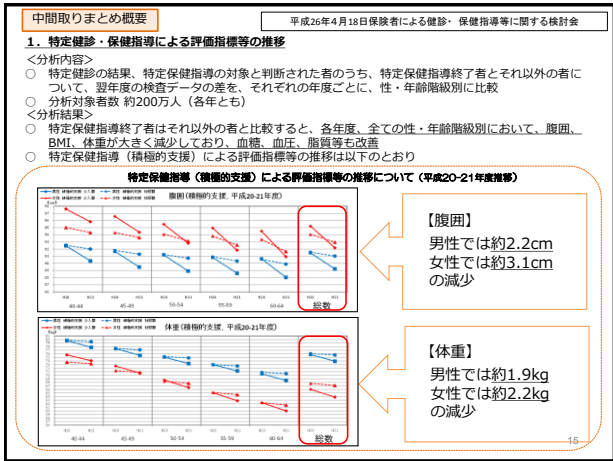 中間取りまとめ概要
平成26年4月18日保険者による健診・ 保健指導等に関する検討会
１．特定健診・保健指導による評価指標等の推移
＜分析内容＞
○ 特定健診の結果、特定保健指導の対象と判断された者のうち、特定保健指導終了者とそれ以外の者に
ついて、翌年度の検査データの差を、それぞれの年度ごとに、性・年齢階級別に比較
○ 分析対象者数 約200万人（各年とも）
＜分析結果＞
○ 特定保健指導終了者はそれ以外の者と比較すると、各年度、全ての性・年齢階級別において、腹囲、
BMI、体重が大きく減少しており、血糖、血圧、脂質等も改善
○ 特定保健指導（積極的支援）による評価指標等の推移は以下のとおり
特定保健指導（積極的支援）による評価指標等の推移について（平成20-21年度推移）
腹囲（積極的支援, 平成20-21年度）
40-44 45-49 50-54 55-59 60-64 総数
【腹囲】
男性では約2.2cm
女性では約3.1cm
の減少
体重（積極的支援, 平成20-21年度）
40-44 45-49 50-54 55-59 60-64 総数
【体重】
男性では約1.9kg
女性では約2.2kg
の減少
15